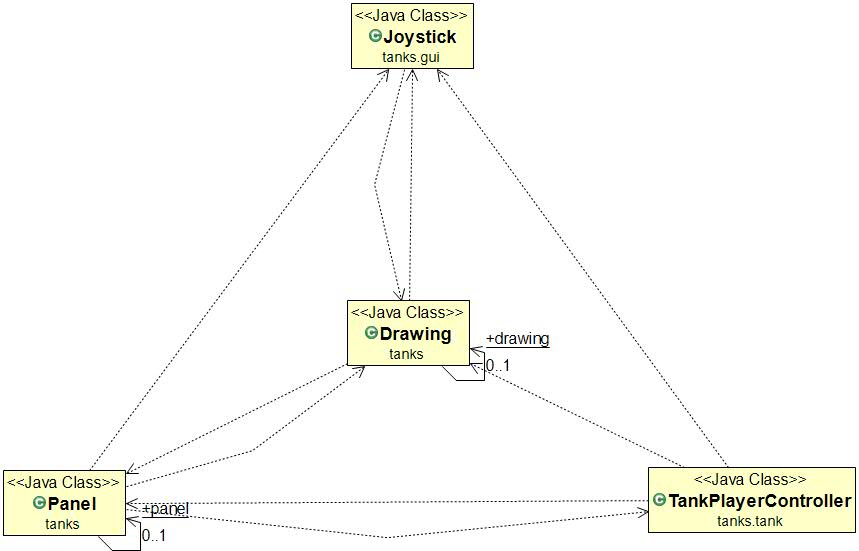 <<Java Class>>
C Joystick
tanks.gui
<<Java Class>>
C Drawing
tanks
+drawing
0..1
<<Java Class>>
C Panel
tanks
+panel
0..1
<<Java Class>>
C TankPlayerController
tanks.tank